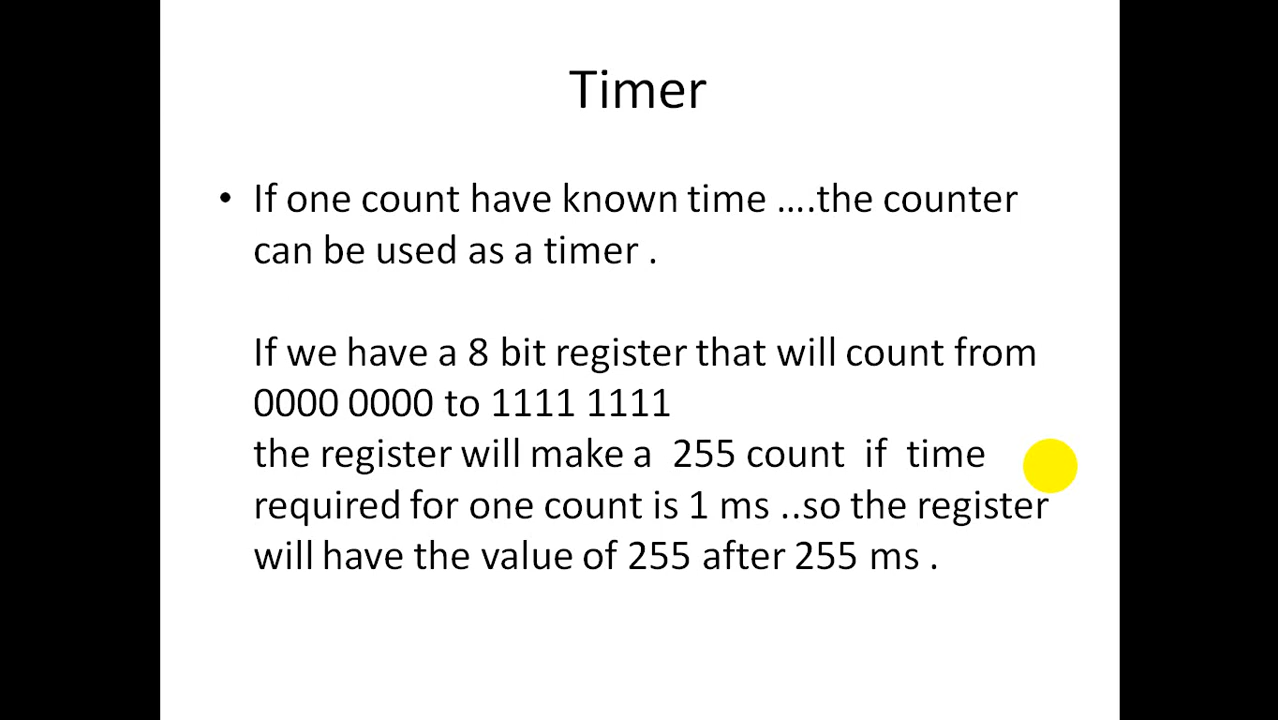 Timer
• If one count have known time ….the counter
can be used as a timer .
If we have a 8 bit register that will count from
0000 0000 to 1111 1111
the register will make a  255 count  if  time
required for one count is 1 ms ..so the register
will have the value of 255 after 255 ms .